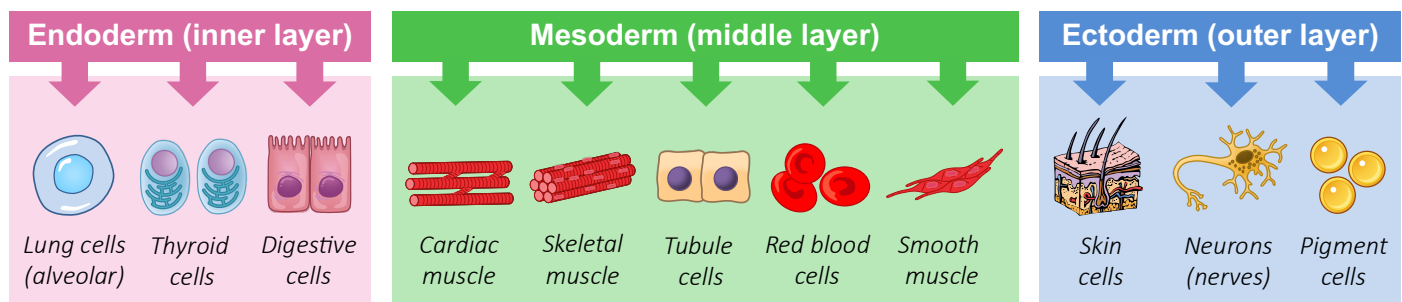 Endoderm (inner layer)
Mesoderm (middle layer)
Ectoderm (outer layer)
Lung cells
(alveolar)
Thyroid
cells
Digestive
cells
Cardiac
muscle
Skeletal
muscle
Tubule
cells
Red blood
cells
Smooth
muscle
Skin
cells
Neurons
(nerves)
Pigment
cells